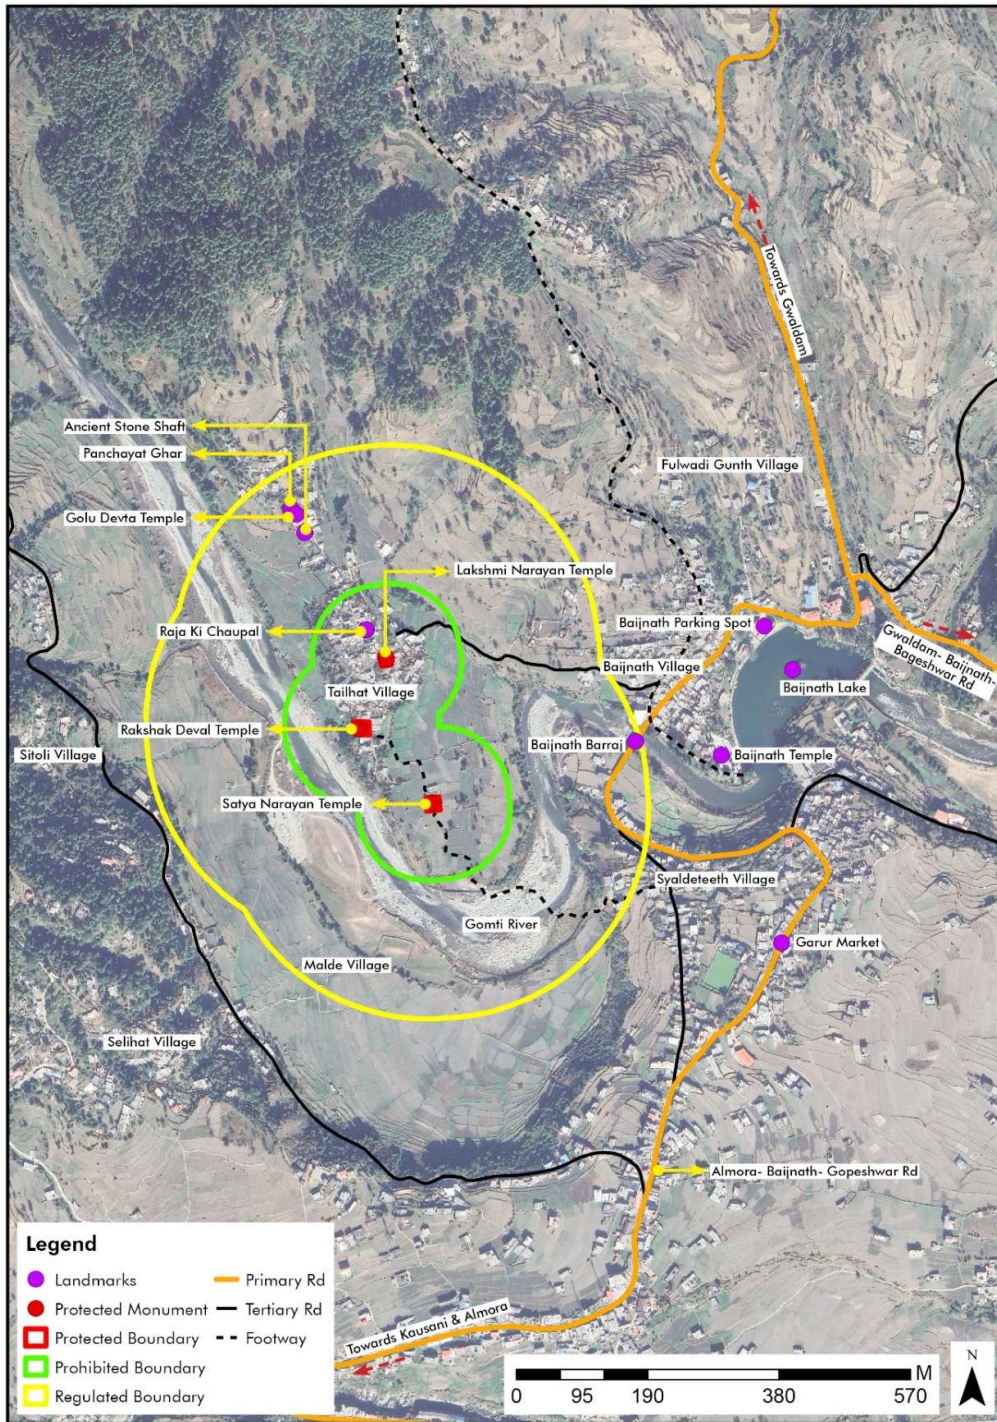 Towards Gwaldam
Ancient Stone Shaft
Panchayat Ghar
Fulwadi Gunth Village
Golu Devta Temple
Lakshmi Narayan Temple
Raja Ki Chaupal
Baijnath Parking Spot
Gwaldam- Baijnath-
Bageshwar Rd
Baijnath Village
Tailhat Village
Baijnath Lake
Rakshak Deval Temple
Baijnath Barraj
Sitoli Village
Baijnath Temple
Satya Narayan Temple
Syaldeteeth Village
Gomti River
Garur Market
Malde Village
Selihat Village
Almora- Baijnath- Gopeshwar Rd
Towards Kausani & Almora
Legend
Landmarks
Primary Rd
Protected Monument
Tertiary Rd
Protected Boundary
Footway
Prohibited Boundary
Regulated Boundary
N
M
0 95 190 380 570